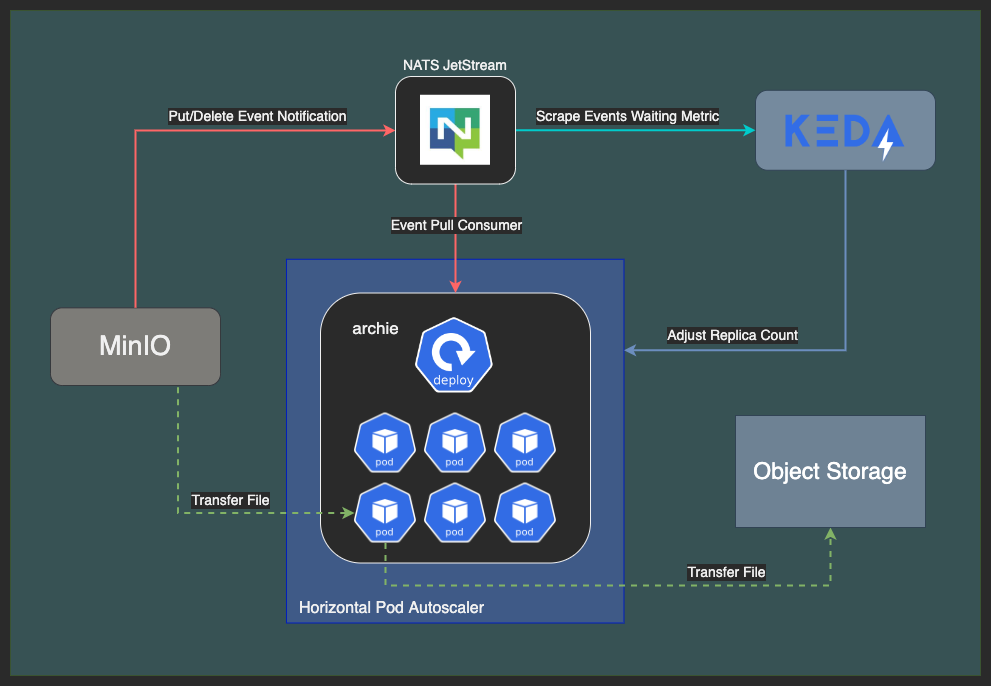 NATS JetStream
Put/Delete Event Notification
N
Scrape Events Waiting Metric
KEDA
Event Pull Consumer
MinIO
archie
deploy
Adjust Replica Count
pod
pod
pod
Object Storage
Transfer File
pod
pod
pod
Transfer File
Horizontal Pod Autoscaler